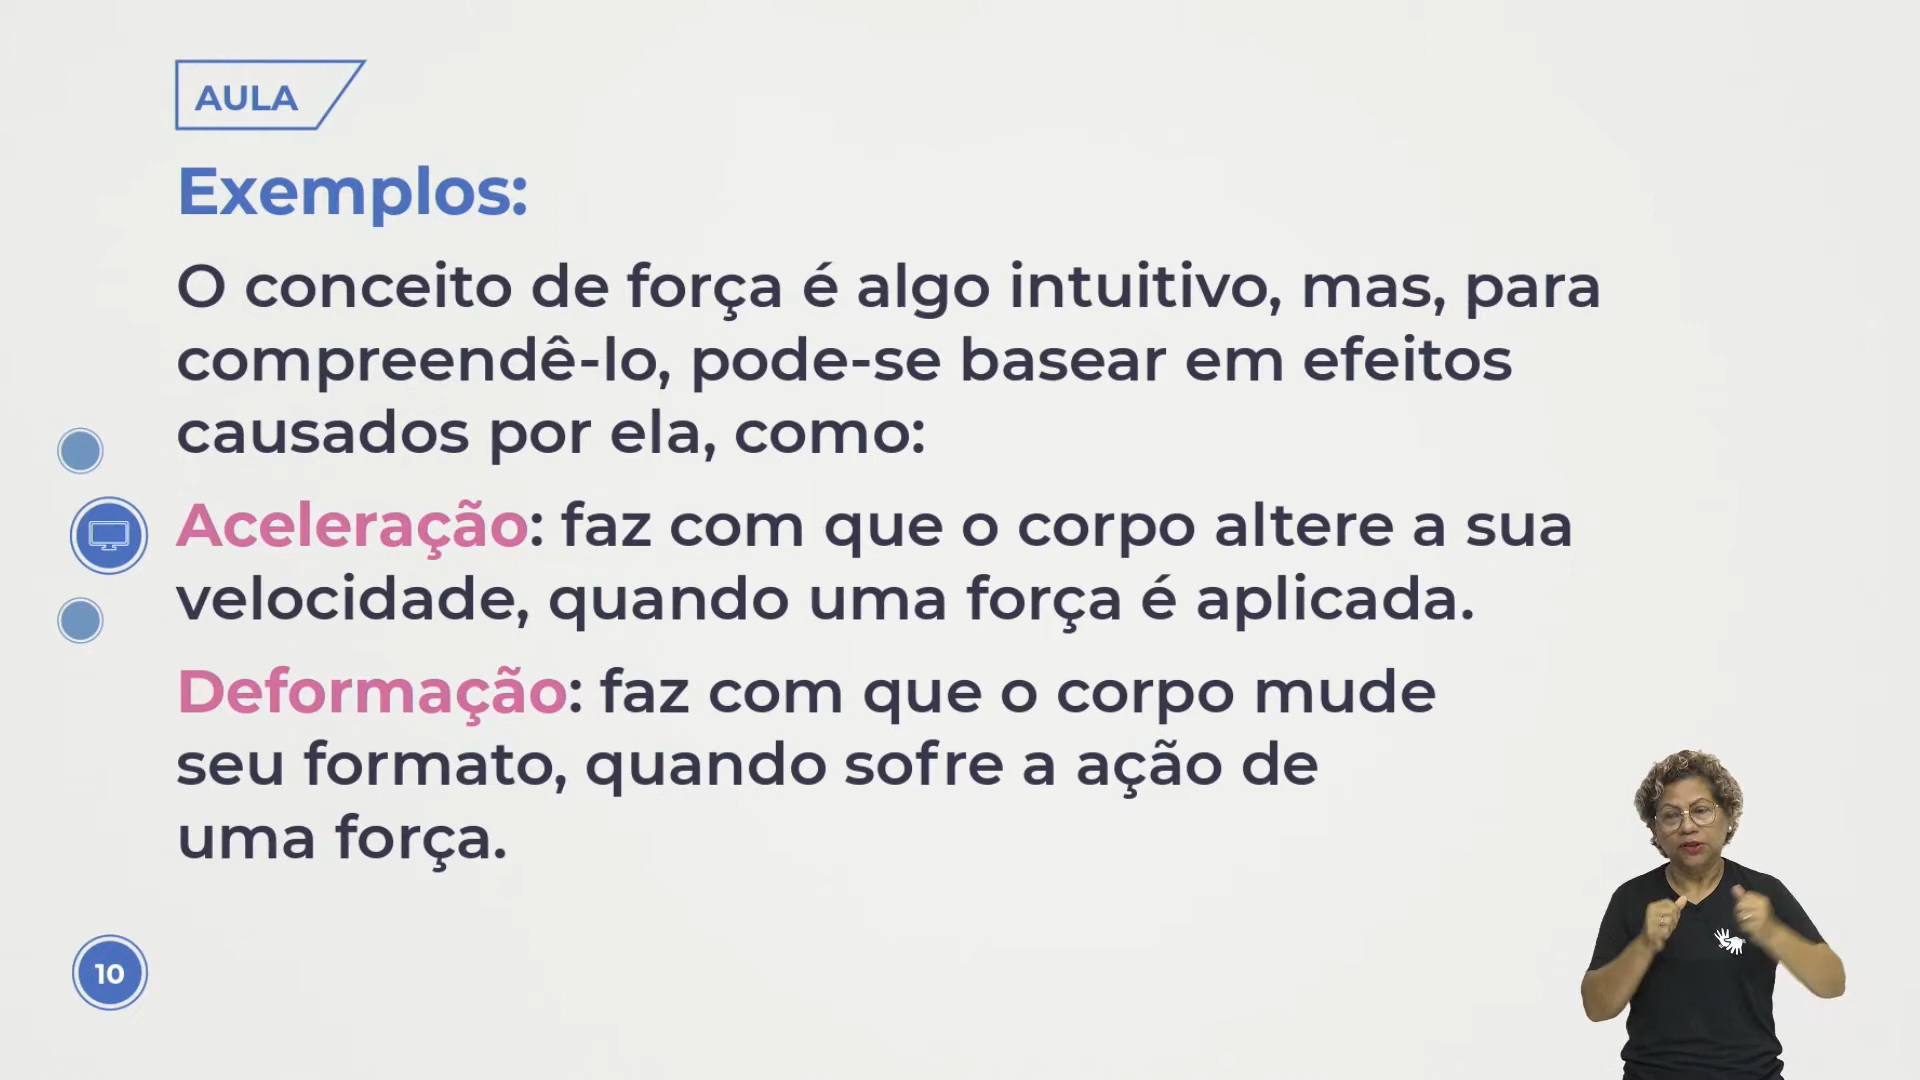 AULA
Exemplos:
O conceito de força é algo intuitivo, mas, para
compreendê-lo, pode-se basear em efeitos
causados por ela, como:
Aceleração: faz com que o corpo altere a sua
velocidade, quando uma força é aplicada.
Deformação: faz com que o corpo mude
seu formato, quando sofre a ação de
uma força.
10